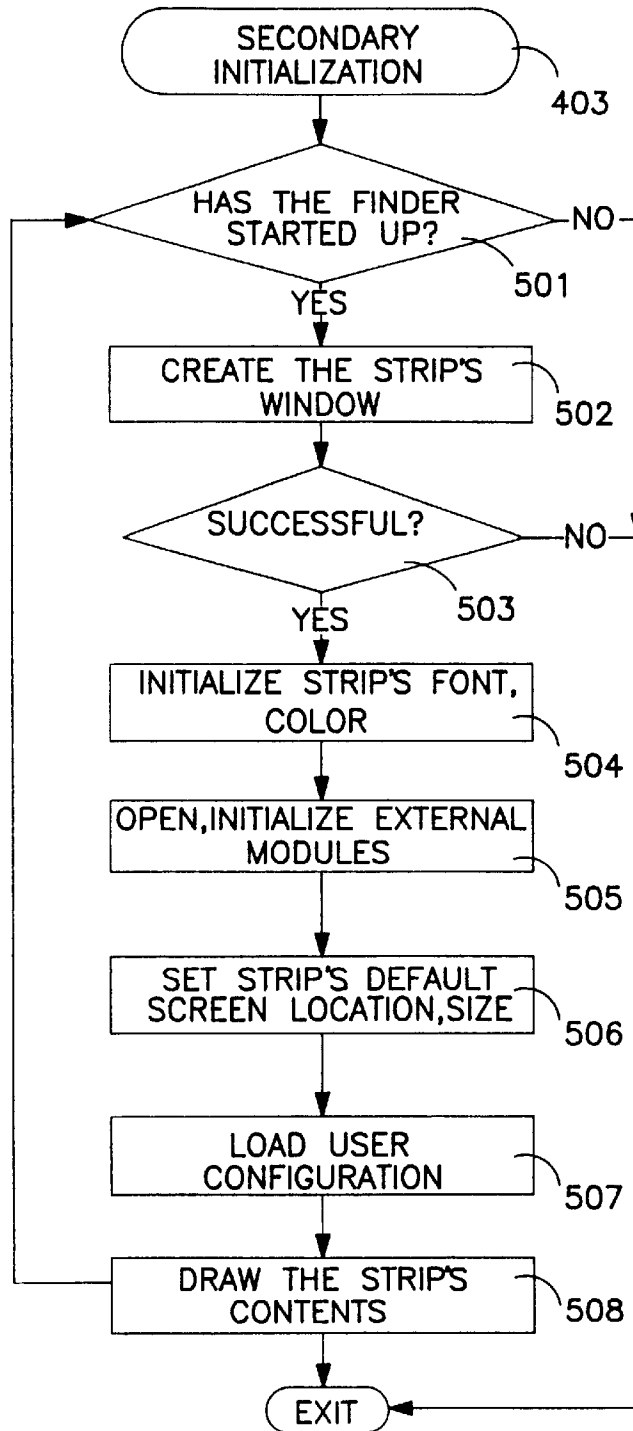 SECONDARY
INITIALIZATION
403
HAS THE FINDER
STARTED UP?
NO
501
YES
CREATE THE STRIP'S
WINDOW
502
SUCCESSFUL?
NO
503
YES
INITIALIZE STRIP'S FONT,
COLOR
504
OPEN,INITIALIZE EXTERNAL
MODULES
505
SET STRIP'S DEFAULT
SCREEN LOCATION,SIZE
506
LOAD USER
CONFIGURATION
507
DRAW THE STRIP'S
CONTENTS
508
EXIT